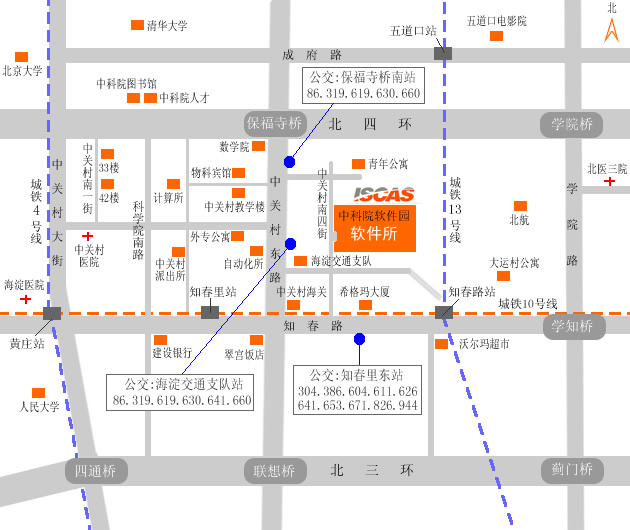 北
清华大学
五道口站
五道口电影院
成府路
北京大学
公交:保福寺桥南站
86.319.619.630.660
中科院图书馆
中科院人才
保福寺桥
北四环
学院桥
数学院
青年公寓
33楼
物科宾馆
北医三院
42楼
计算所
中关村教学楼
中关村南一街
中关村大街
城铁4号线
科学院南路
中关村东路
中关村南四街
ISCAS
中科院软件园
软件所
城铁13号线
学院路
北航
中关村医院
外专公寓
中关村派出所
自动化所
海淀交通支队
大运村公寓
海淀医院
知春里站
中关村海关
希格玛大厦
知春路站
城铁10号线
知春路
学知桥
黄庄站
建设银行
翠宫饭店
沃尔玛超市
公交:海淀交通支队站
86.319.619.630.641.660
公交:知春里东站
304.386.604.611.626
641.653.671.826.944
人民大学
四通桥
联想桥
北三环
蓟门桥